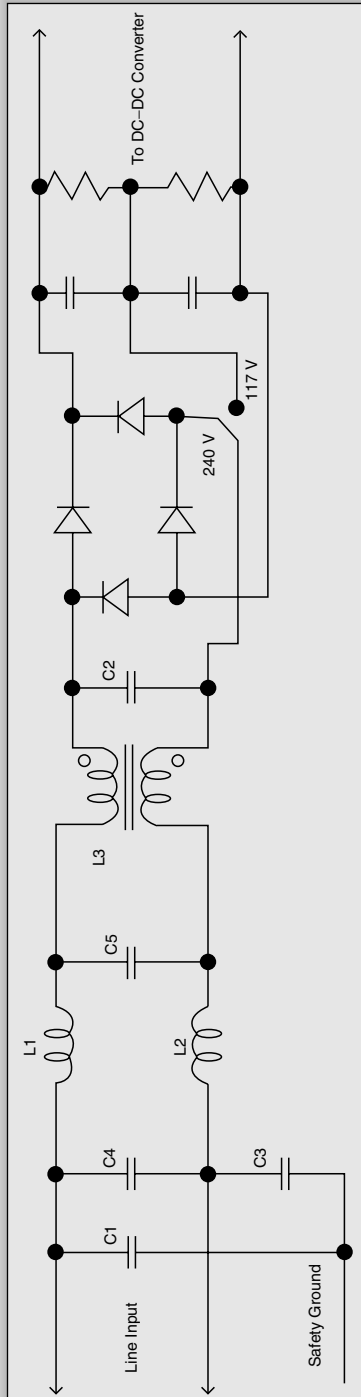 Line Input
Safety Ground
C1
C4
C3
L1
L2
C5
L3
C2
240 V
117 V
To DC–DC Converter